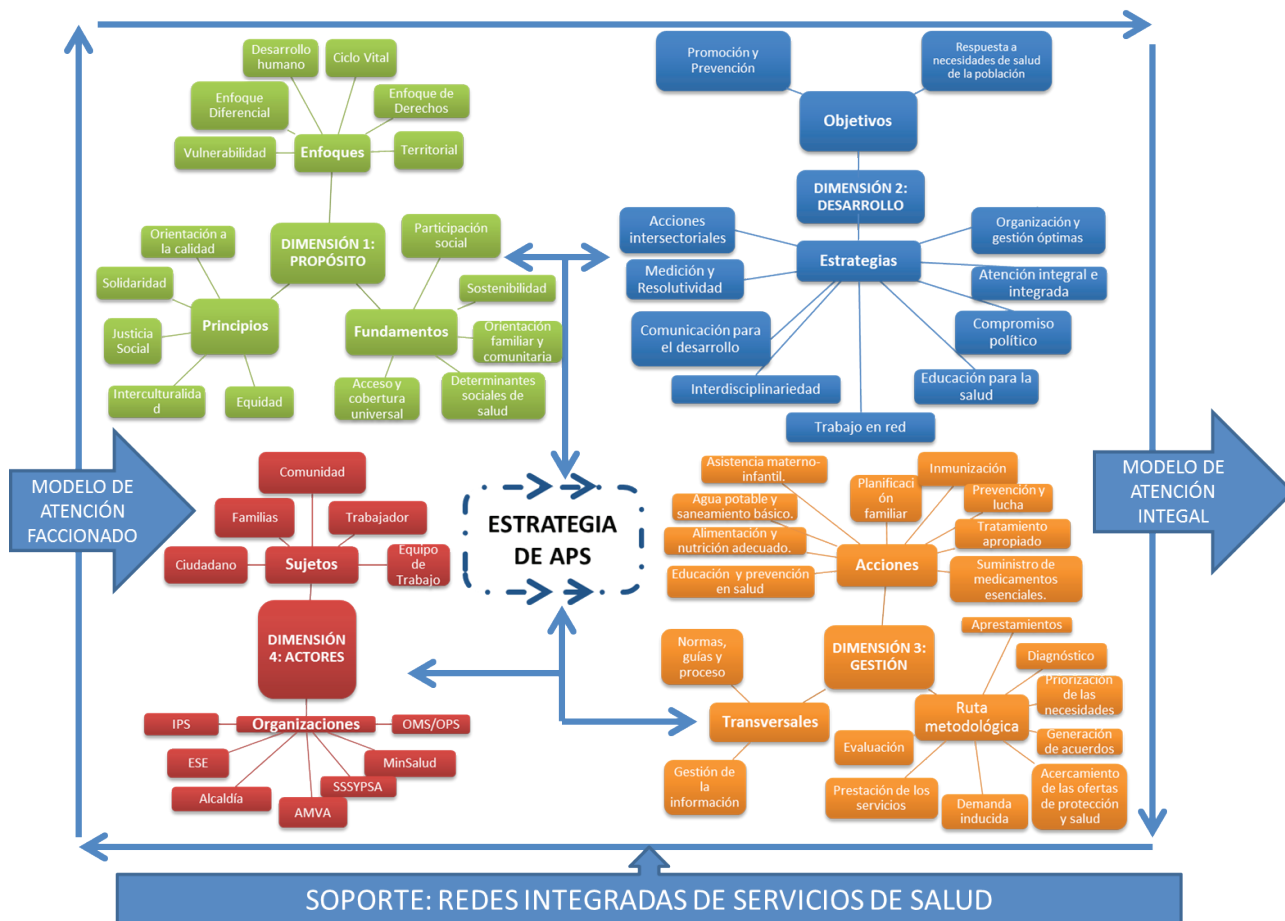 Desarrollo
humano
Ciclo Vital
Enfoque
Diferencial
Enfoque de
Derechos
Vulnerabilidad
Enfoques
Territorial
Orientación a
la calidad
DIMENSIÓN 1:
PROPÓSITO
Participación
social
Solidaridad
Sostenibilidad
Principios
Fundamentos
Justicia
Social
Orientación
familiar y
comunitaria
Interculturalida
d
Equidad
Acceso y
cobertura
universal
Determinantes
sociales de
salud
Promoción y
Prevención
Respuesta a
necesidades de salud
de la población
Objetivos
DIMENSIÓN 2:
DESARROLLO
Acciones
intersectoriales
Organización y
gestión óptimas
Estrategias
Medición y
Resolutividad
Atención integral e
integrada
Comunicación para
el desarrollo
Compromiso
político
Interdisciplinariedad
Educación para la
salud
Trabajo en red
MODELO DE
ATENCIÓN
FACCIONADO
ESTRATEGIA
DE APS
MODELO DE
ATENCIÓN
INTEGAL
Comunidad
Familias
Trabajador
Ciudadano
Sujetos
Equipo de
Trabajo
DIMENSIÓN
4: ACTORES
IPS
Organizaciones
OMS/OPS
ESE
MinSalud
Alcaldía
SSSYPSA
AMVA
Asistencia materno-
infantil.
Planificaci
ón
familiar
Inmunización
Agua potable y
saneamiento básico.
Prevención y
lucha
Alimentación y
nutrición adecuado.
Tratamiento
apropiado
Acciones
Educación y prevención
en salud
Suministro de
medicamentos
esenciales.
Normas,
guías y
proceso
DIMENSIÓN 3:
GESTIÓN
Aprestamientos
Diagnóstico
Priorización
de las
necesidades
Transversales
Ruta
metodológica
Evaluación
Generación
de acuerdos
Gestión de
la
información
Prestación de los
servicios
Demanda
inducida
Acercamiento
de las ofertas
de protección
y salud
SOPORTE: REDES INTEGRADAS DE SERVICIOS DE SALUD